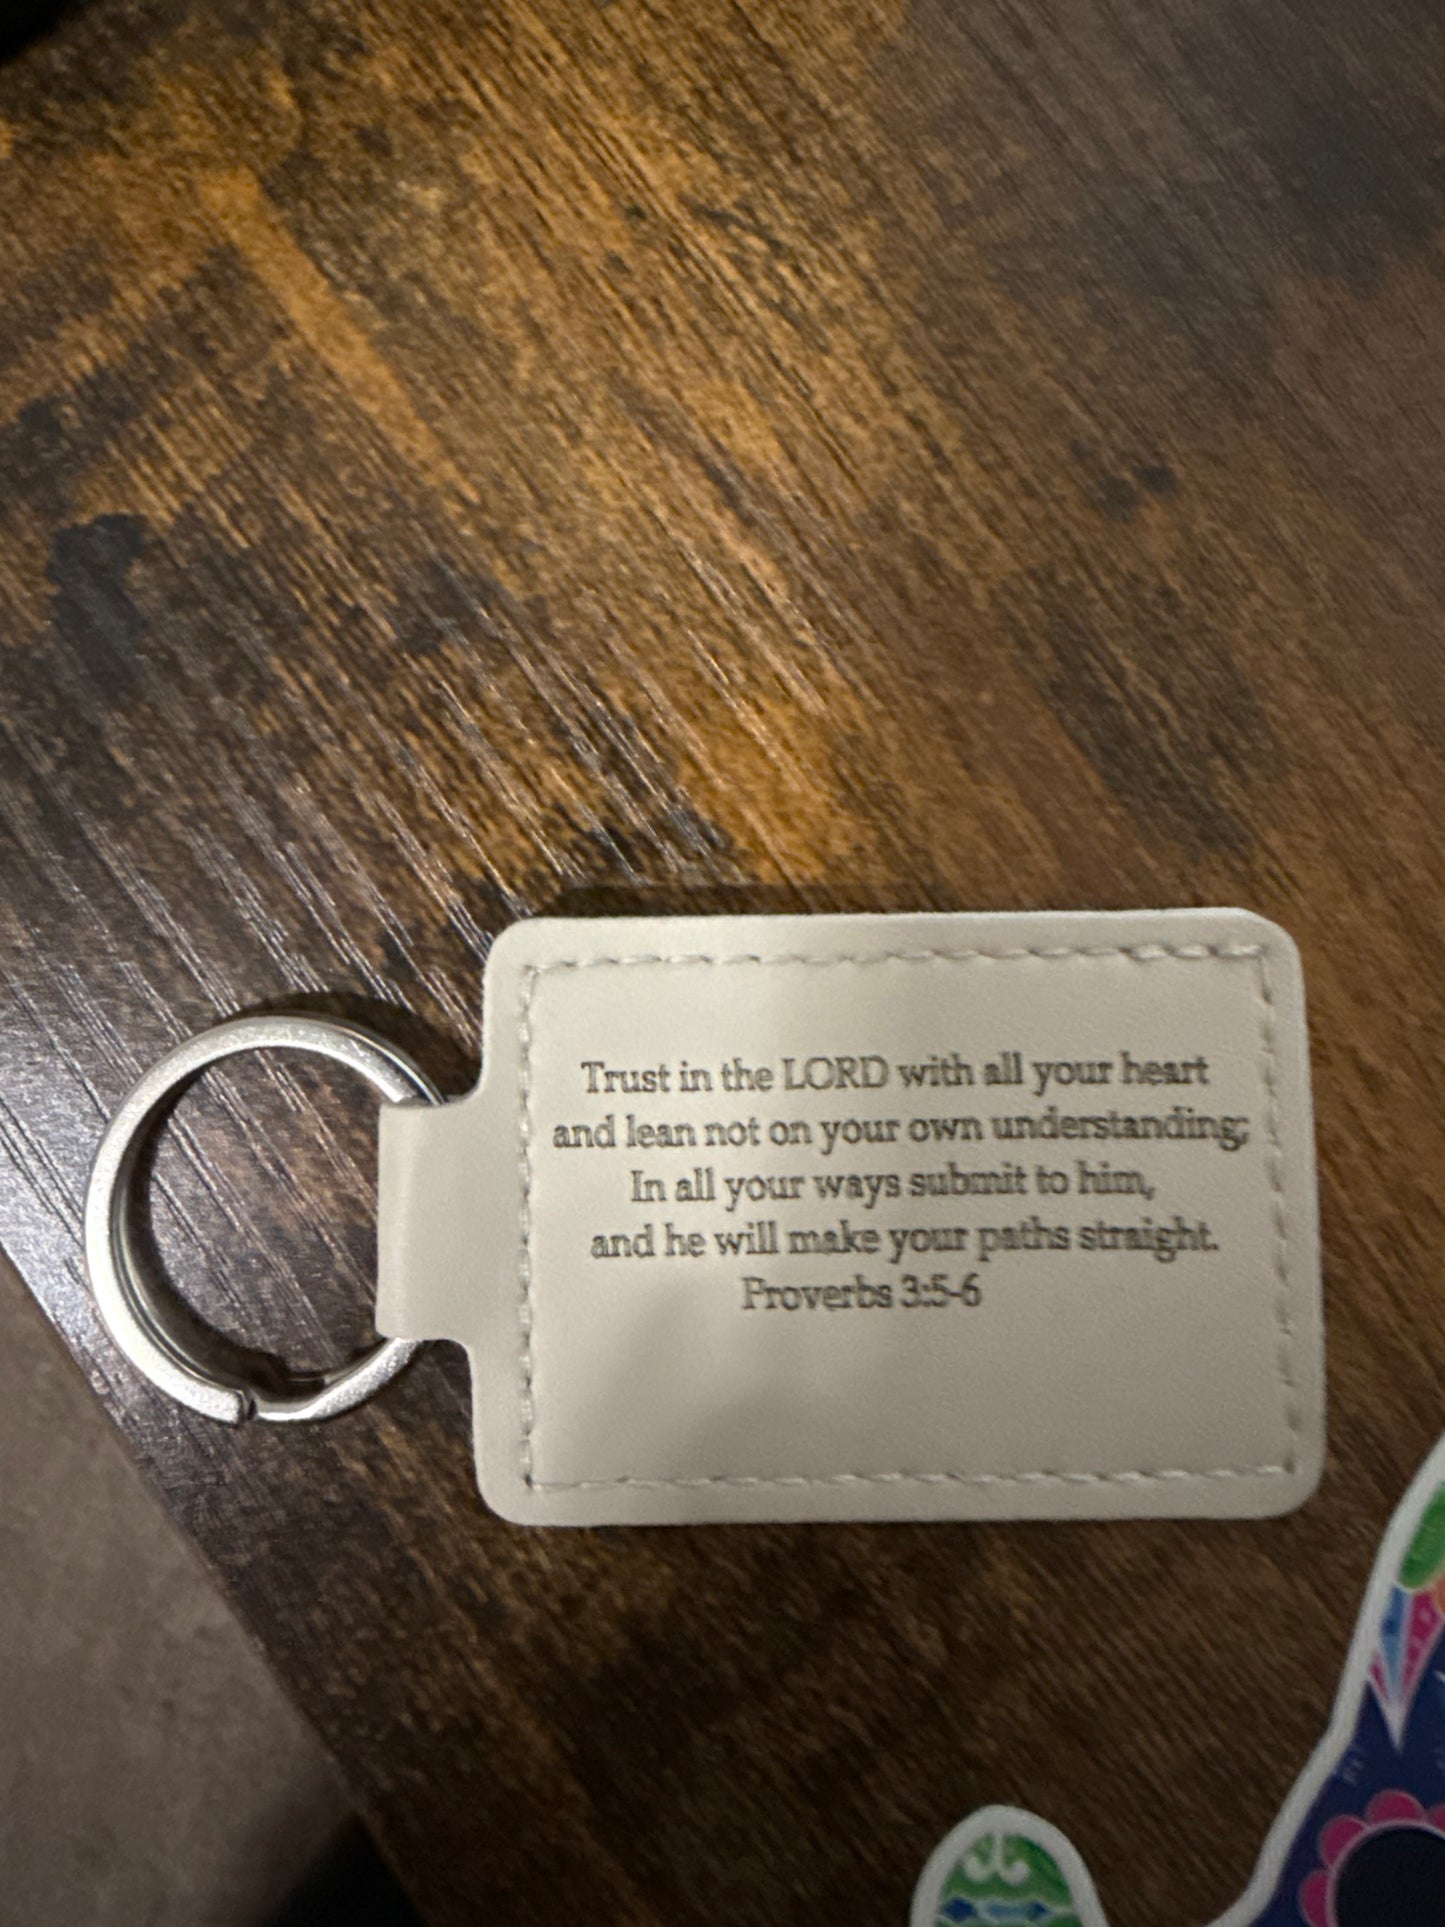 Trust in the LORD with all your heart
and lean not on your own understanding;
In all your ways submit to him,
and he will make your paths straight.
Proverbs 3:5-6